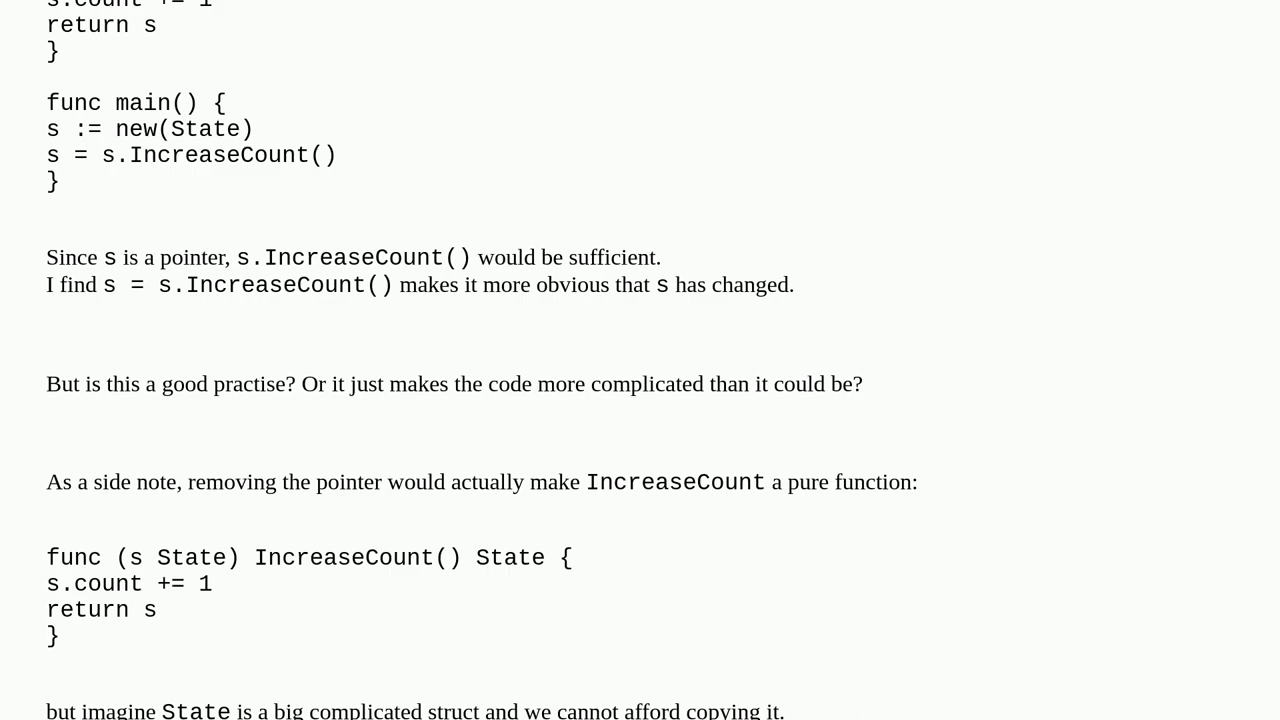 s.count += 1
return s
}
func main() {
s := new(State)
s = s.IncreaseCount()
}
Since s is a pointer, s.IncreaseCount() would be sufficient.
I find s = s.IncreaseCount() makes it more obvious that s has changed.
But is this a good practise? Or it just makes the code more complicated than it could be?
As a side note, removing the pointer would actually make IncreaseCount a pure function:
func (s State) IncreaseCount() State {
s.count += 1
return s
}
but imagine State is a big complicated struct and we cannot afford copying it.